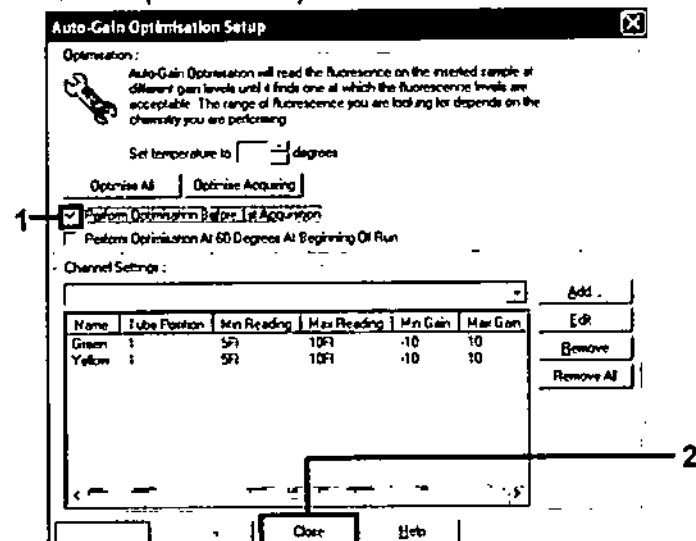 Auto-Gain Optimisation Setup
Optimisation :
Auto-Gain Optimisation will read the fluorescence on the inserted sample at
different gain levels until it finds one at which the fluorescence levels are
acceptable. The range of fluorescence you are looking for depends on the
chemistry you are performing
Set temperature to degrees
Optimise All Optimise Acquiring
1
Perform Optimisation Before 1st Acquisition
Perform Optimisation At 60 Degrees At Beginning Of Run
Channel Settings :
Add...
Name Tube Position Min Reading Max Reading Min Gain Max Gain Edit
Green 1 5Fl 10Fl -10 10
Yellow 1 5Fl 10Fl -10 10
Remove
Remove All
2
Close Help